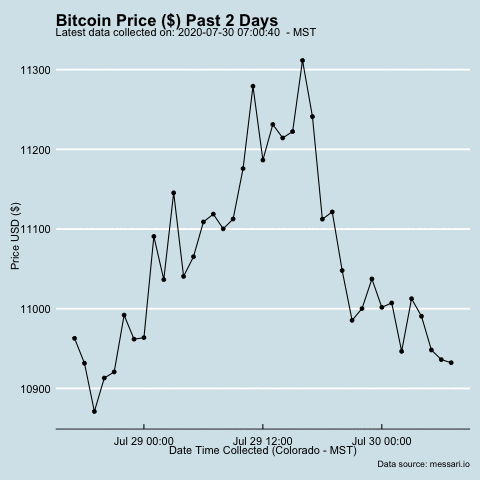 Bitcoin Price ($) Past 2 Days
Latest data collected on: 2020-07-30 07:00:40 - MST
11300
11200
11100
11000
10900
Price USD ($)
Jul 29 00:00 Jul 29 12:00 Jul 30 00:00
Date Time Collected (Colorado - MST)
Data source: messari.io